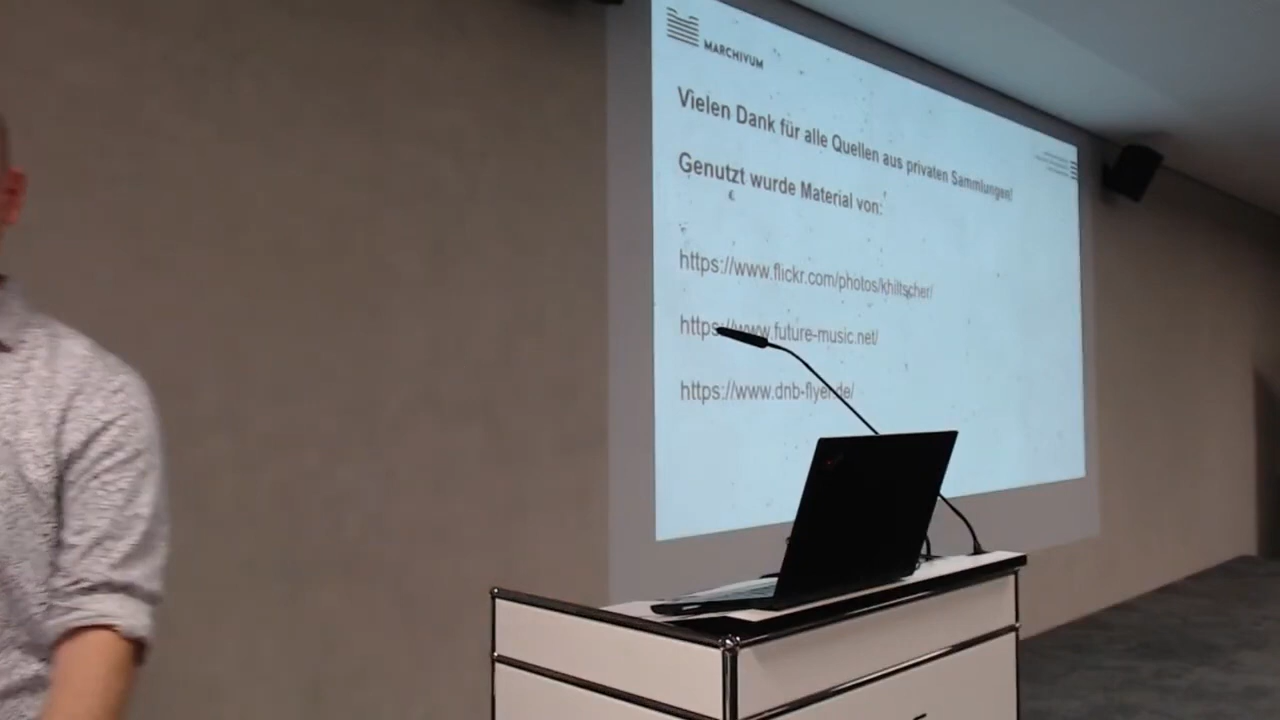 MARCHIVUM
Vielen Dank für alle Quellen aus privaten Sammlungen!
Genutzt wurde Material von:
https://www.flickr.com/photos/khiltscher/
https://www.future-music.net/
https://www.dnb-flyer.de/